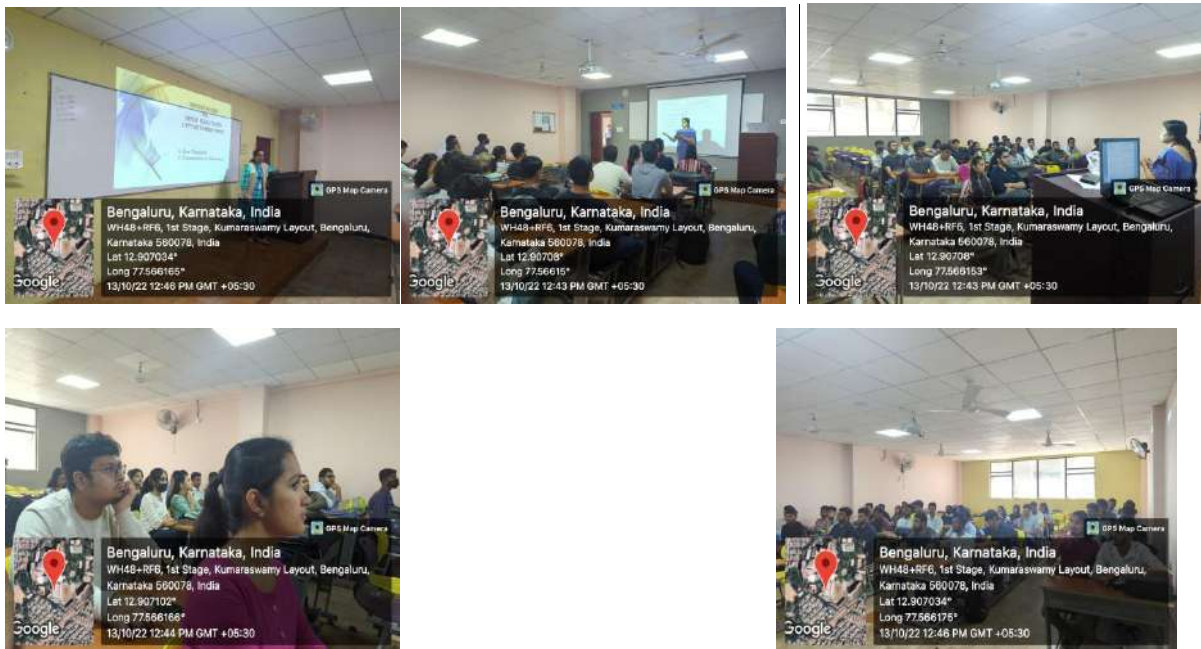 GPS Map Camera
Bengaluru, Karnataka, India
WH48+RF6, 1st Stage, Kumaraswamy Layout, Bengaluru,
Karnataka 560078, India
Lat 12.907034°
Long 77.566165°
13/10/22 12:46 PM GMT +05:30
Google
GPS Map Camera
Bengaluru, Karnataka, India
WH48+RF6, 1st Stage, Kumaraswamy Layout, Bengaluru,
Karnataka 560078, India
Lat 12.90708°
Long 77.56615°
13/10/22 12:43 PM GMT +05:30
Google
GPS Map Camera
Bengaluru, Karnataka, India
WH48+RF6, 1st Stage, Kumaraswamy Layout, Bengaluru,
Karnataka 560078, India
Lat 12.90708°
Long 77.566153°
13/10/22 12:43 PM GMT +05:30
Google
GPS Map Camera
Bengaluru, Karnataka, India
WH48+RF6, 1st Stage, Kumaraswamy Layout, Bengaluru,
Karnataka 560078, India
Lat 12.907102°
Long 77.566166°
13/10/22 12:44 PM GMT +05:30
Google
GPS Map Camera
Bengaluru, Karnataka, India
WH48+RF6, 1st Stage, Kumaraswamy Layout, Bengaluru,
Karnataka 560078, India
Lat 12.907034°
Long 77.566175°
13/10/22 12:46 PM GMT +05:30
Google